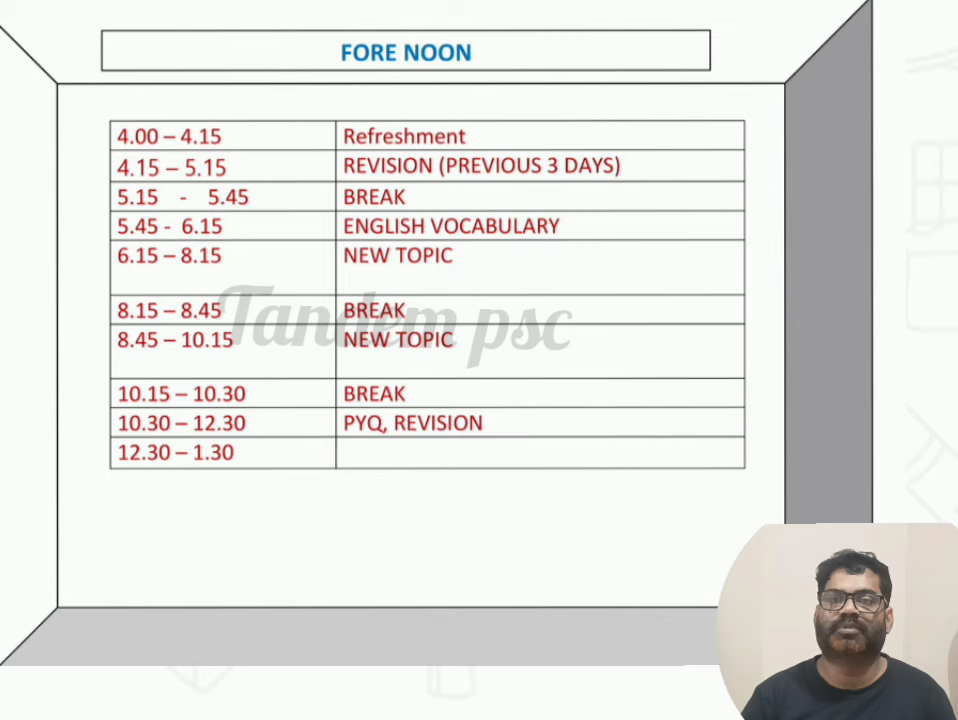 FORE NOON
4.00 – 4.15 Refreshment
4.15 – 5.15 REVISION (PREVIOUS 3 DAYS)
5.15 - 5.45 BREAK
5.45 - 6.15 ENGLISH VOCABULARY
6.15 – 8.15 NEW TOPIC
8.15 – 8.45 BREAK
Tandem psc
8.45 – 10.15 NEW TOPIC
10.15 – 10.30 BREAK
10.30 – 12.30 PYQ, REVISION
12.30 – 1.30